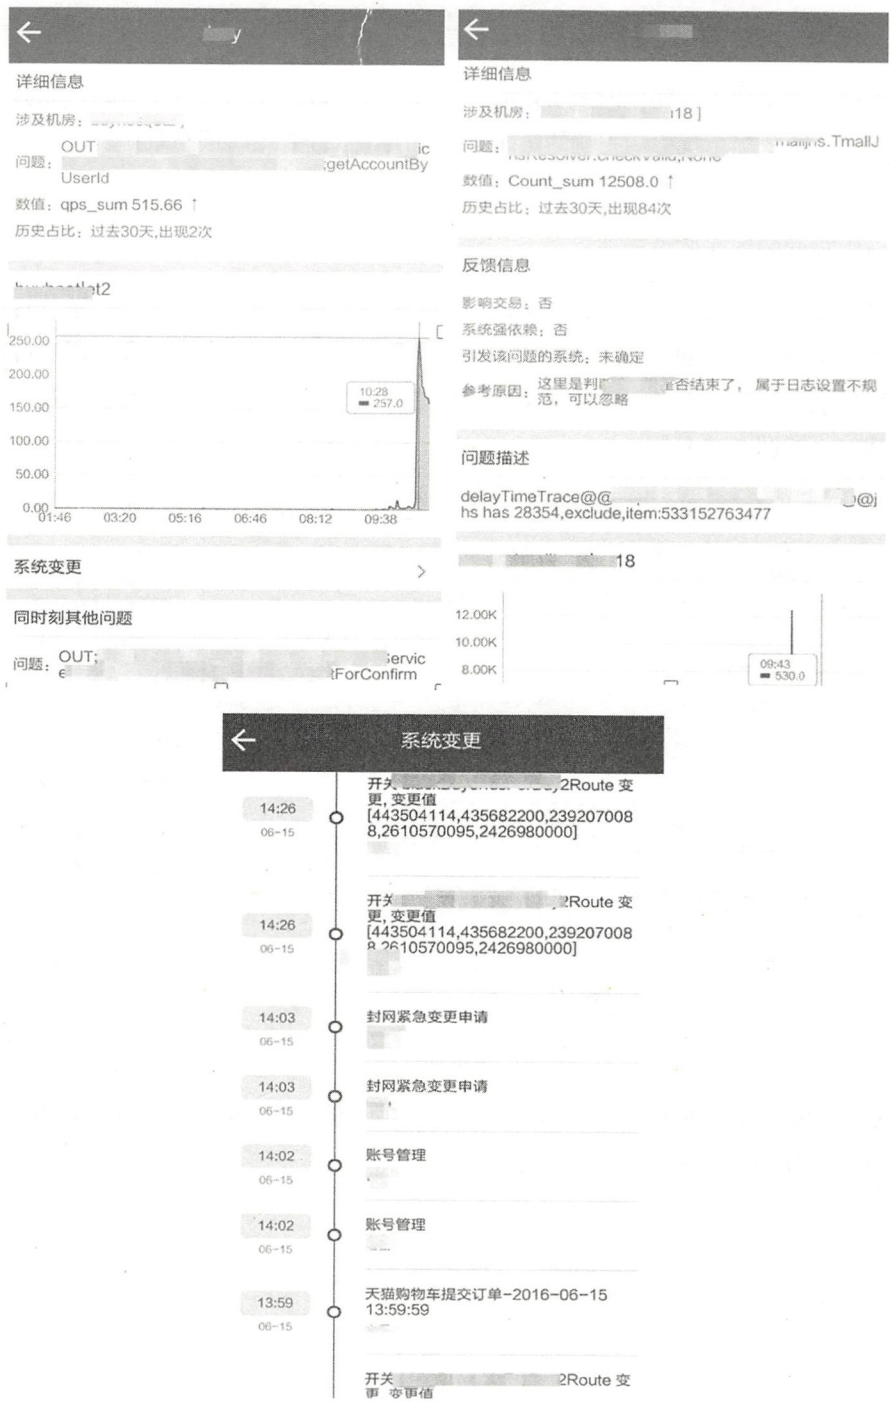 y
详细信息
涉及机房：
OUT
ic
问题：
;getAccountBy
UserId
数值：qps_sum 515.66 ↑
历史占比：过去30天,出现2次
et2
250.00
200.00
150.00
100.00
50.00
0.00
10:28
257.0
01:46 03:20 05:16 06:46 08:12 09:38
系统变更
同时刻其他问题
问题：OUT;
Servic
e
tForConfirm
详细信息
涉及机房：
18 ]
问题：
.TmallJ
hsResolver.checkValid,None
数值：Count_sum 12508.0 ↑
历史占比：过去30天,出现84次
反馈信息
影响交易：否
系统强依赖：否
引发该问题的系统：未确定
参考原因：这里是判
是否结束了， 属于日志设置不规
范，可以忽略
问题描述
delayTimeTrace@@
@j
hs has 28354,exclude,item:533152763477
18
12.00K
10.00K
8.00K
09:43
530.0
系统变更
14:26
06-15
开关
2Route 变
更, 变更值
[443504114,435682200,239207008
8,2610570095,2426980000]
14:26
06-15
开关
2Route 变
更, 变更值
[443504114,435682200,239207008
8,2610570095,2426980000]
14:03
06-15
封网紧急变更申请
14:03
06-15
封网紧急变更申请
14:02
06-15
账号管理
14:02
06-15
账号管理
13:59
06-15
天猫购物车提交订单-2016-06-15
13:59:59
开关
2Route 变
更, 变更值